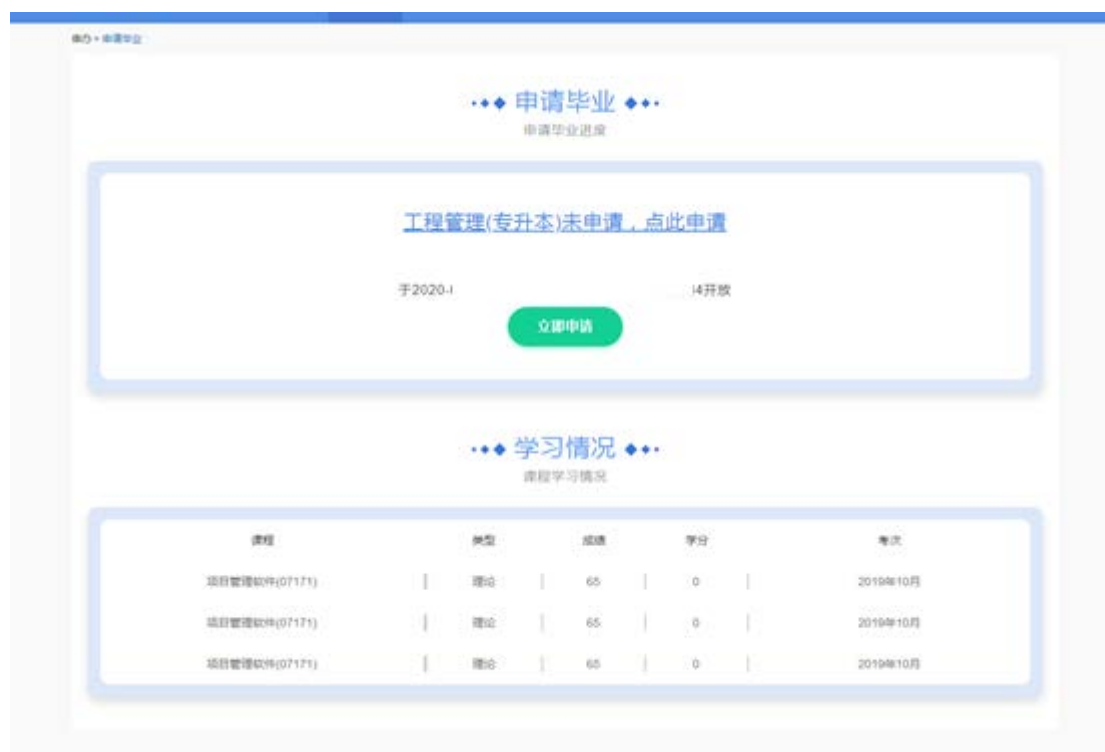 申请毕业
申请毕业
申请毕业进度
工程管理(专升本)未申请，点此申请
于2020- 4开放
立即申请
学习情况
课程学习情况
课程 类型 成绩 学分 考次
项目管理软件(07171) 理论 65 0 2019年10月
项目管理软件(07171) 理论 65 0 2019年10月
项目管理软件(07171) 理论 65 0 2019年10月